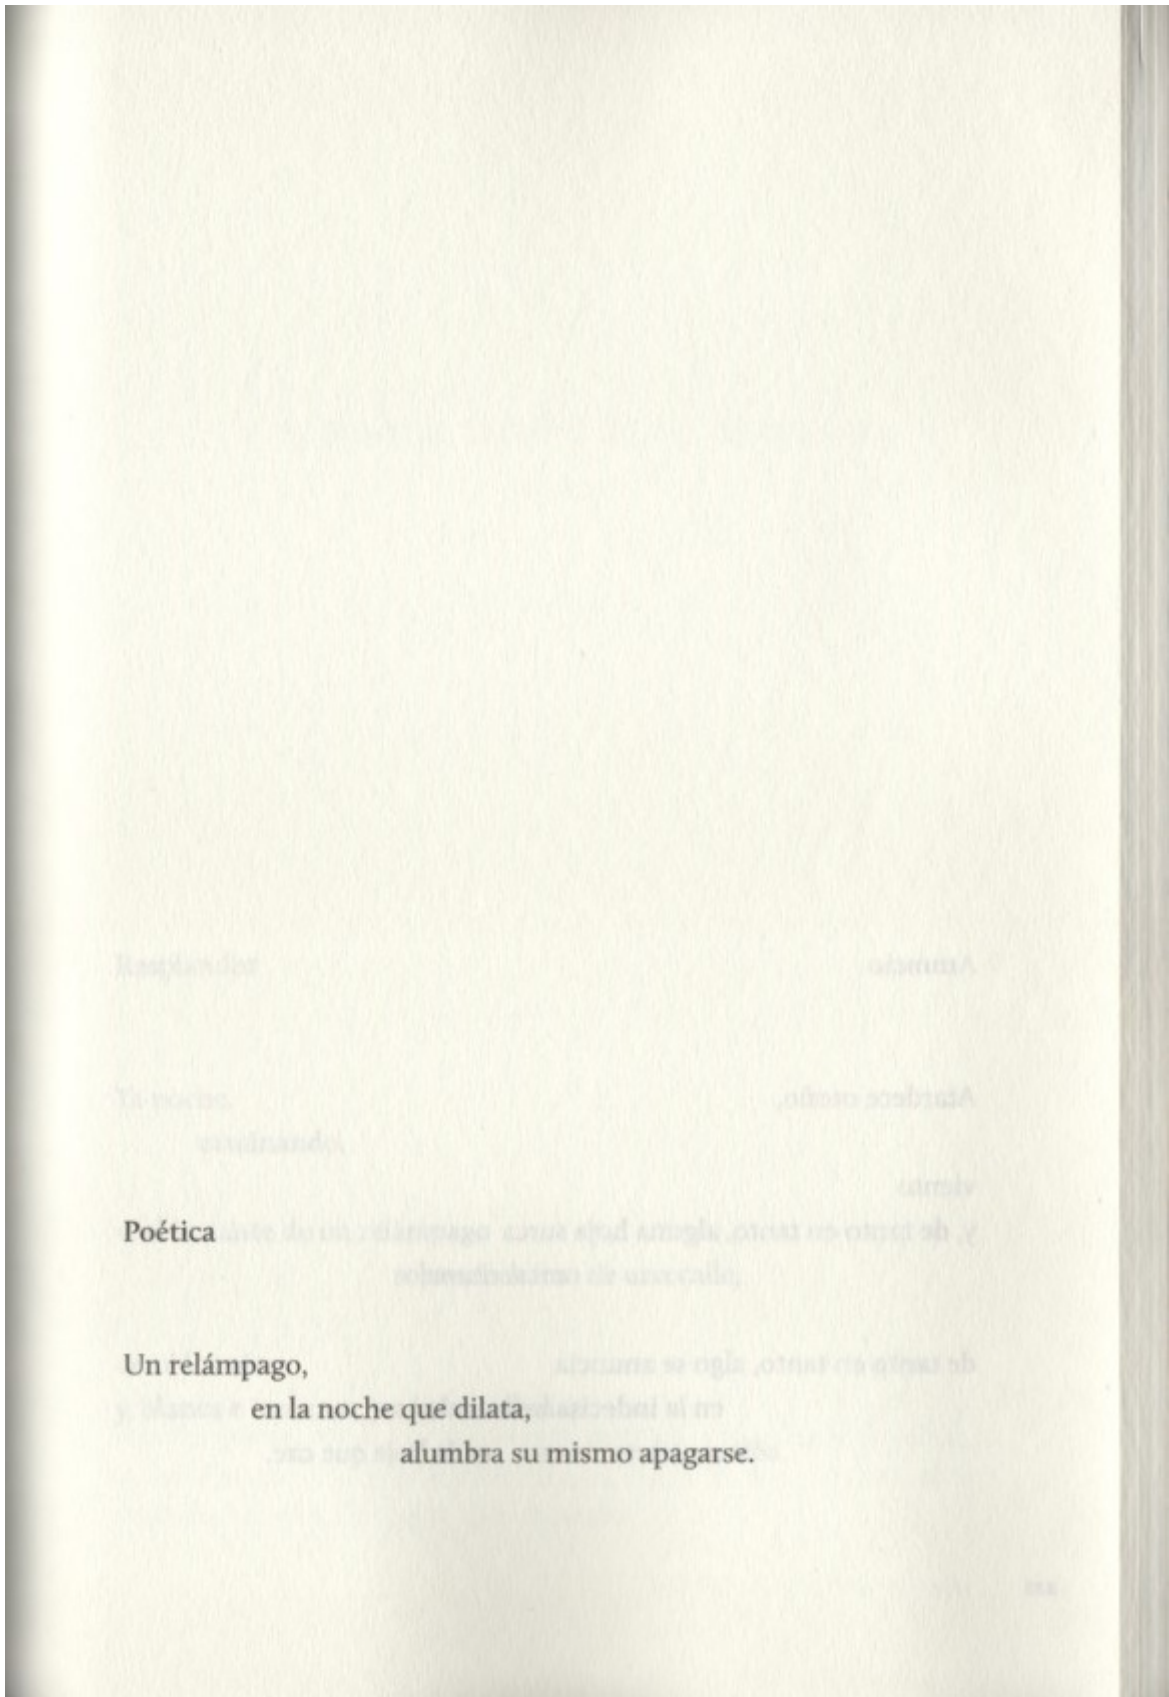 Poética
Un relámpago,
en la noche que dilata,
alumbra su mismo apagarse.